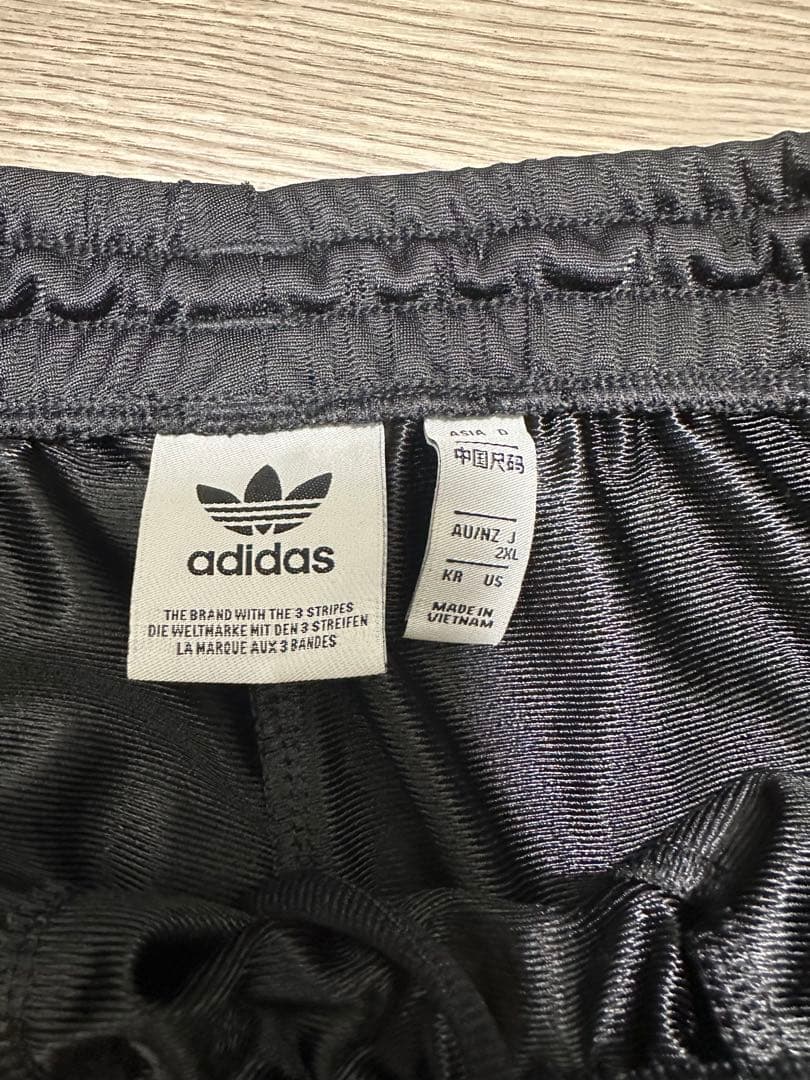 adidas
THE BRAND WITH THE 3 STRIPES
DIE WELTMARKE MIT DEN 3 STREIFEN
LA MARQUE AUX 3 BANDES
ASIA D
中国尺码
AU/NZ J
2XL
KR US
MADE IN
VIETNAM